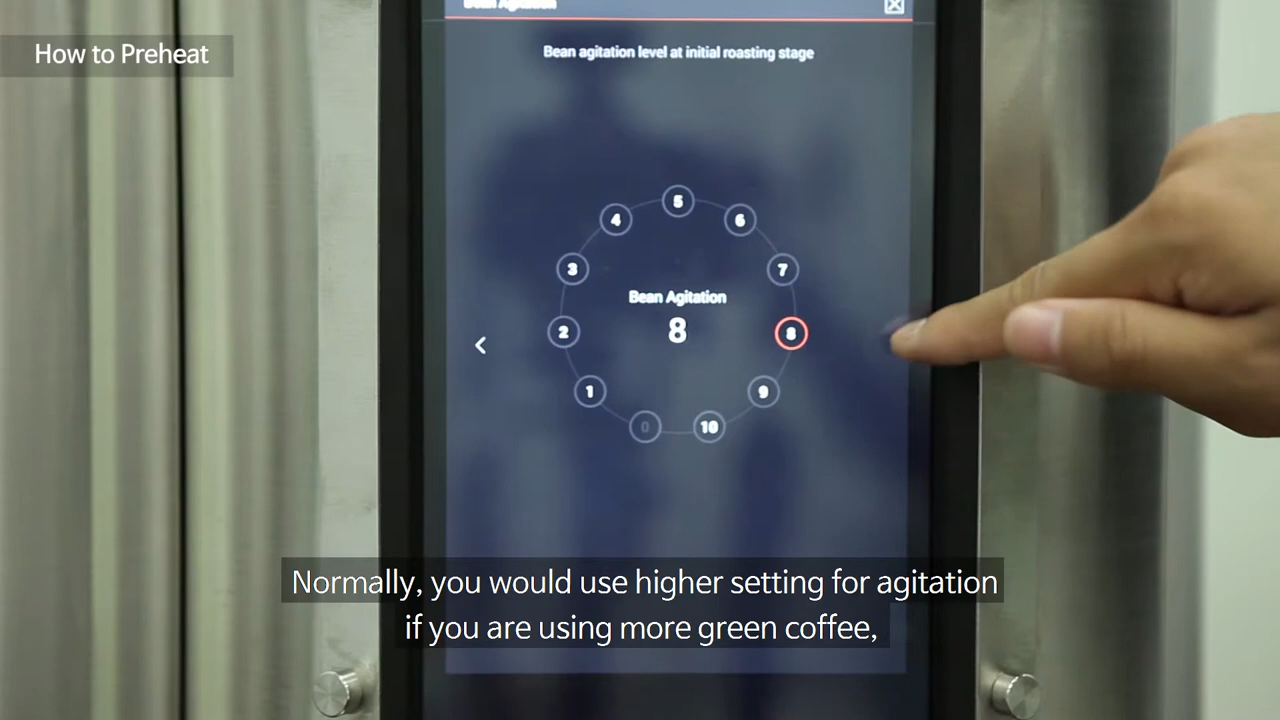 Bean Agitation
How to Preheat
Bean agitation level at initial roasting stage
5
4
6
3
7
Bean Agitation
2
8
8
1
9
0
10
Normally, you would use higher setting for agitation
if you are using more green coffee,